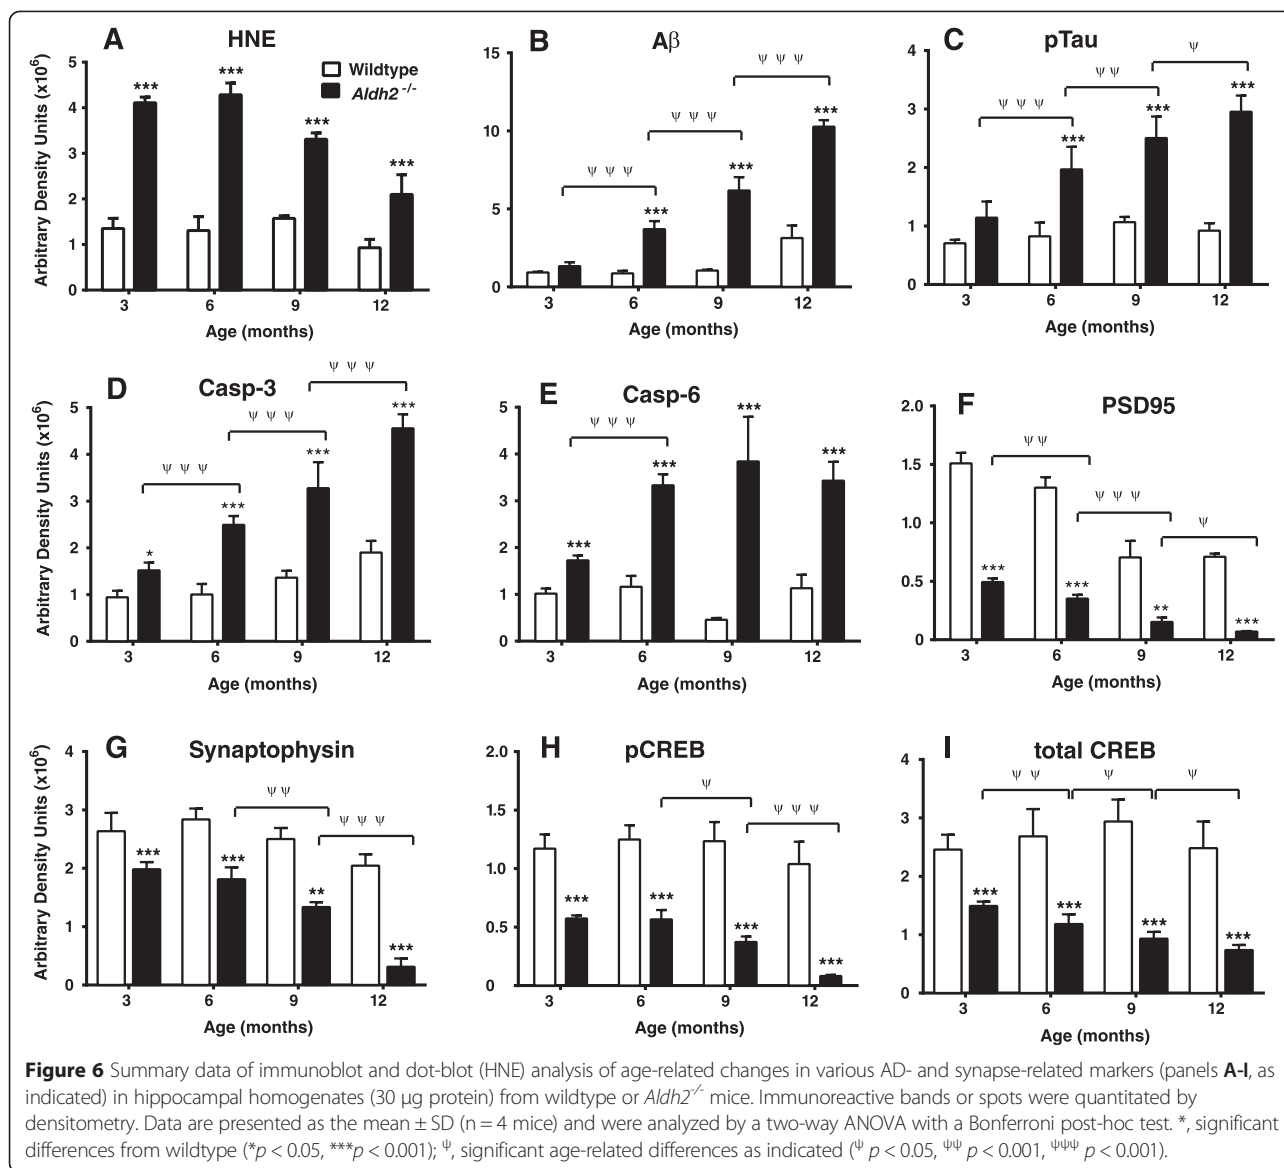 A HNE
Arbitrary Density Units (x10⁶)
5
4
3
2
1
0
*** *** *** ***
Wildtype
Aldh2 -/-
3 6 9 12
Age (months)
B Aβ
15
10
5
0
ψ ψ ψ
ψ ψ ψ
ψ ψ ψ
*** *** ***
3 6 9 12
Age (months)
C pTau
4
3
2
1
0
ψ ψ ψ
ψ ψ
ψ
*** *** ***
3 6 9 12
Age (months)
D Casp-3
Arbitrary Density Units (x10⁶)
5
4
3
2
1
0
ψ ψ ψ
ψ ψ ψ
ψ ψ ψ
* *** *** ***
3 6 9 12
Age (months)
E Casp-6
5
4
3
2
1
0
ψ ψ ψ
*** *** *** ***
3 6 9 12
Age (months)
F PSD95
2.0
1.5
1.0
0.5
0
ψ ψ
ψ ψ ψ
ψ
*** *** ** ***
3 6 9 12
Age (months)
G Synaptophysin
Arbitrary Density Units (x10⁶)
4
3
2
1
0
ψ ψ
ψ ψ ψ
*** *** ** ***
3 6 9 12
Age (months)
H pCREB
2.0
1.5
1.0
0.5
0
ψ
ψ ψ ψ
*** *** *** ***
3 6 9 12
Age (months)
I total CREB
4
3
2
1
0
ψ ψ
ψ
ψ
*** *** *** ***
3 6 9 12
Age (months)
Figure 6 Summary data of immunoblot and dot-blot (HNE) analysis of age-related changes in various AD- and synapse-related markers (panels A-I, as
indicated) in hippocampal homogenates (30 μg protein) from wildtype or Aldh2⁻/⁻ mice. Immunoreactive bands or spots were quantitated by
densitometry. Data are presented as the mean ± SD (n = 4 mice) and were analyzed by a two-way ANOVA with a Bonferroni post-hoc test. *, significant
differences from wildtype (*p < 0.05, ***p < 0.001); ψ, significant age-related differences as indicated (ψ p < 0.05, ψψ p < 0.001, ψψψ p < 0.001).